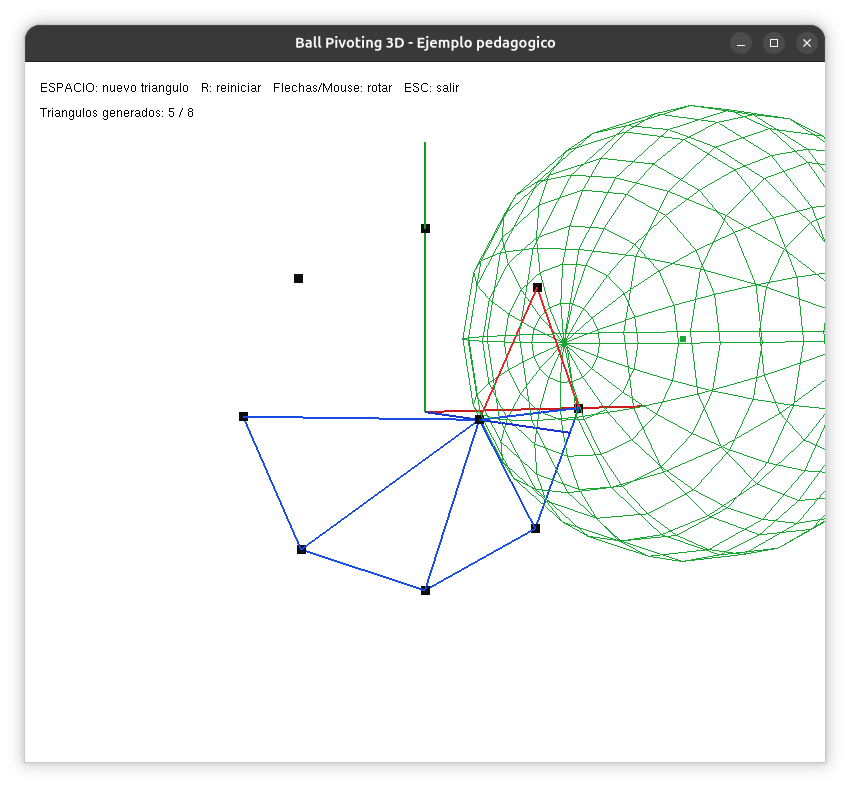 Ball Pivoting 3D - Ejemplo pedagogico
ESPACIO: nuevo triangulo   R: reiniciar   Flechas/Mouse: rotar   ESC: salir
Triangulos generados: 5 / 8